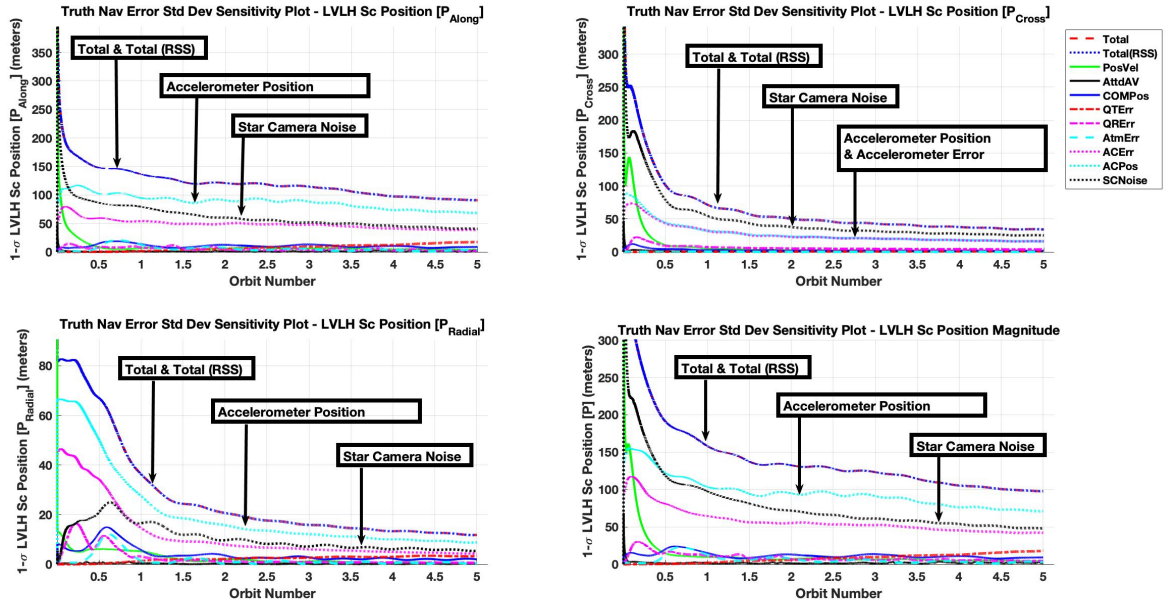 Truth Nav Error Std Dev Sensitivity Plot - LVLH Sc Position [P_Along]
1-σ LVLH Sc Position [P_Along] (meters)
350
300
250
200
150
100
50
0
Total & Total (RSS)
Accelerometer Position
Star Camera Noise
0.5 1 1.5 2 2.5 3 3.5 4 4.5 5
Orbit Number
Truth Nav Error Std Dev Sensitivity Plot - LVLH Sc Position [P_Cross]
1-σ LVLH Sc Position [P_Cross] (meters)
300
250
200
150
100
50
0
Total & Total (RSS)
Star Camera Noise
Accelerometer Position
& Accelerometer Error
0.5 1 1.5 2 2.5 3 3.5 4 4.5 5
Orbit Number
Total
Total(RSS)
PosVel
AttdAV
COMPos
QTErr
QRErr
AtmErr
ACErr
ACPos
SCNoise
Truth Nav Error Std Dev Sensitivity Plot - LVLH Sc Position [P_Radial]
1-σ LVLH Sc Position [P_Radial] (meters)
80
60
40
20
0
Total & Total (RSS)
Accelerometer Position
Star Camera Noise
0.5 1 1.5 2 2.5 3 3.5 4 4.5 5
Orbit Number
Truth Nav Error Std Dev Sensitivity Plot - LVLH Sc Position Magnitude
1-σ LVLH Sc Position [P] (meters)
300
250
200
150
100
50
0
Total & Total (RSS)
Accelerometer Position
Star Camera Noise
0.5 1 1.5 2 2.5 3 3.5 4 4.5 5
Orbit Number